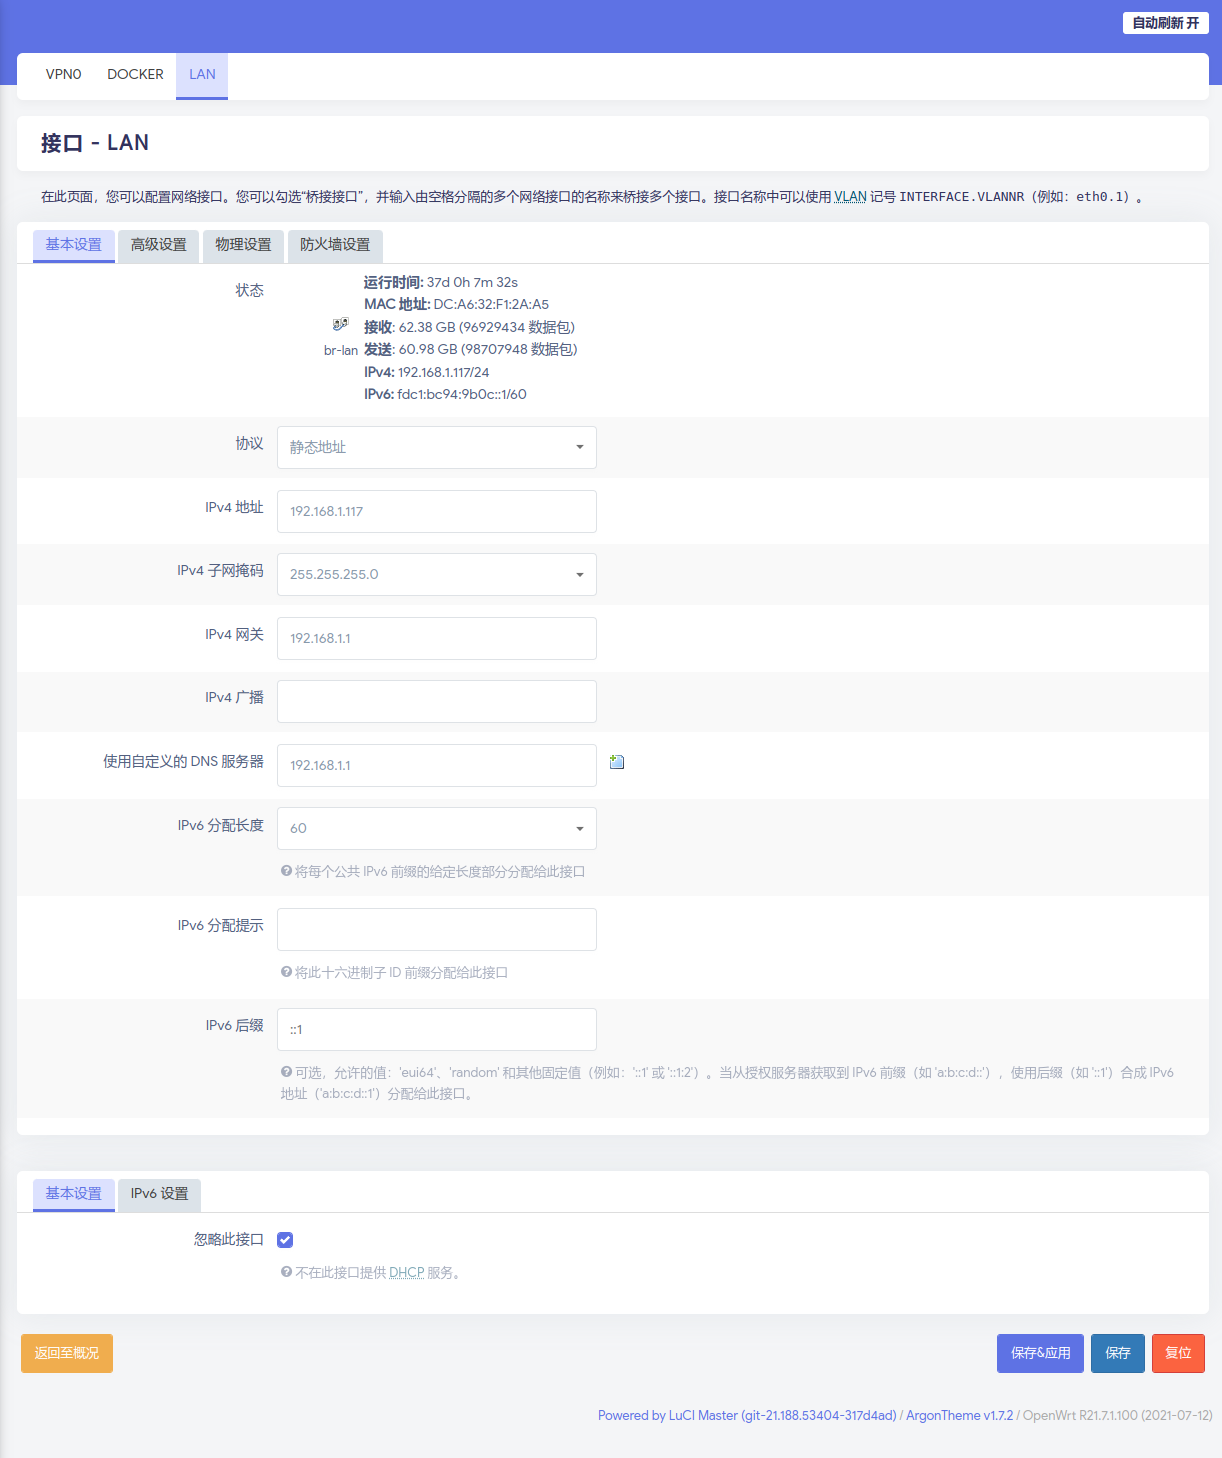 自动刷新 开
VPN0 DOCKER LAN
接口 - LAN
在此页面，您可以配置网络接口。您可以勾选“桥接接口”，并输入由空格分隔的多个网络接口的名称来桥接多个接口。接口名称中可以使用 VLAN 记号 INTERFACE.VLANNR（例如：eth0.1）。
基本设置 高级设置 物理设置 防火墙设置
状态
br-lan
运行时间: 37d 0h 7m 32s
MAC 地址: DC:A6:32:F1:2A:A5
接收: 62.38 GB (96929434 数据包)
发送: 60.98 GB (98707948 数据包)
IPv4: 192.168.1.117/24
IPv6: fdc1:bc94:9b0c::1/60
协议 静态地址
IPv4 地址 192.168.1.117
IPv4 子网掩码 255.255.255.0
IPv4 网关 192.168.1.1
IPv4 广播
使用自定义的 DNS 服务器 192.168.1.1
IPv6 分配长度 60
将每个公共 IPv6 前缀的给定长度部分分配给此接口
IPv6 分配提示
将此十六进制子 ID 前缀分配给此接口
IPv6 后缀 ::1
可选，允许的值：'eui64'、'random' 和其他固定值（例如：'::1' 或 '::1:2'）。当从授权服务器获取到 IPv6 前缀（如 'a:b:c:d::'），使用后缀（如 '::1'）合成 IPv6
地址（'a:b:c:d::1'）分配给此接口。
基本设置 IPv6 设置
忽略此接口
不在此接口提供 DHCP 服务。
返回至概况 保存&应用 保存 复位
Powered by LuCI Master (git-21.188.53404-317d4ad) / ArgonTheme v1.7.2 / OpenWrt R21.7.1.100 (2021-07-12)